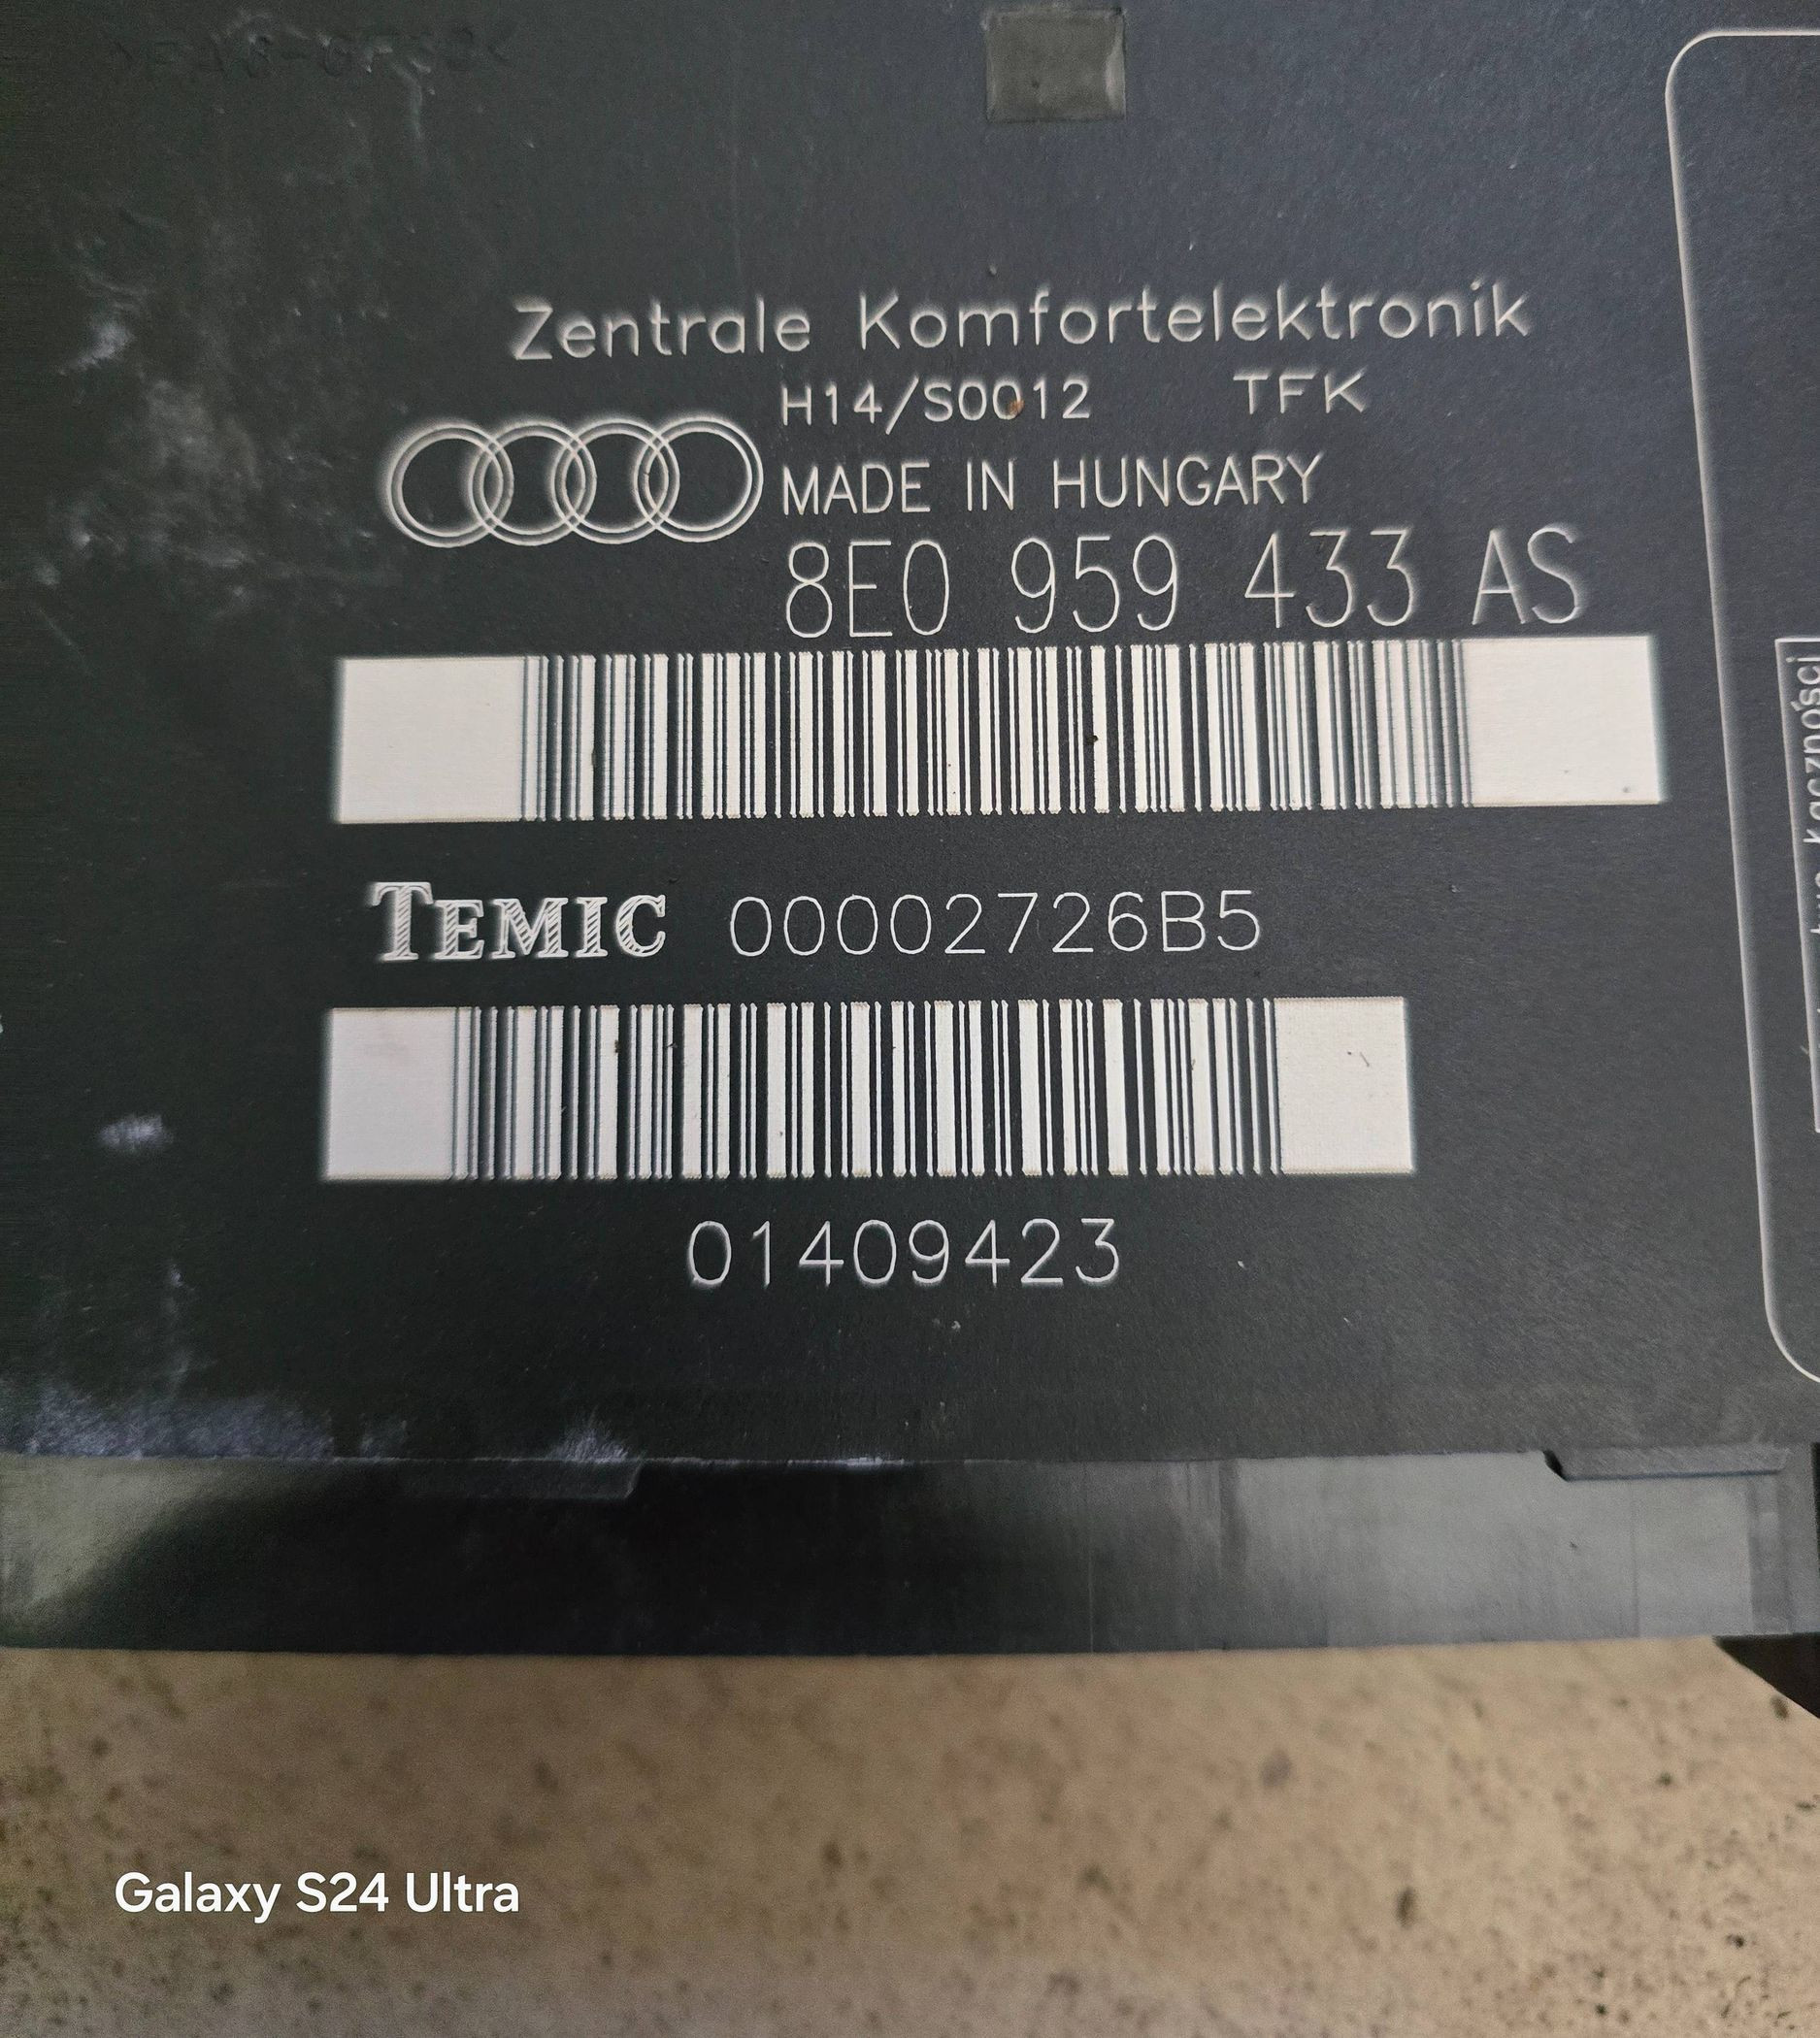 Zentrale Komfortelektronik
H14/S0012 TFK
MADE IN HUNGARY
8E0 959 433 AS
TEMIC 00002726B5
01409423
Galaxy S24 Ultra